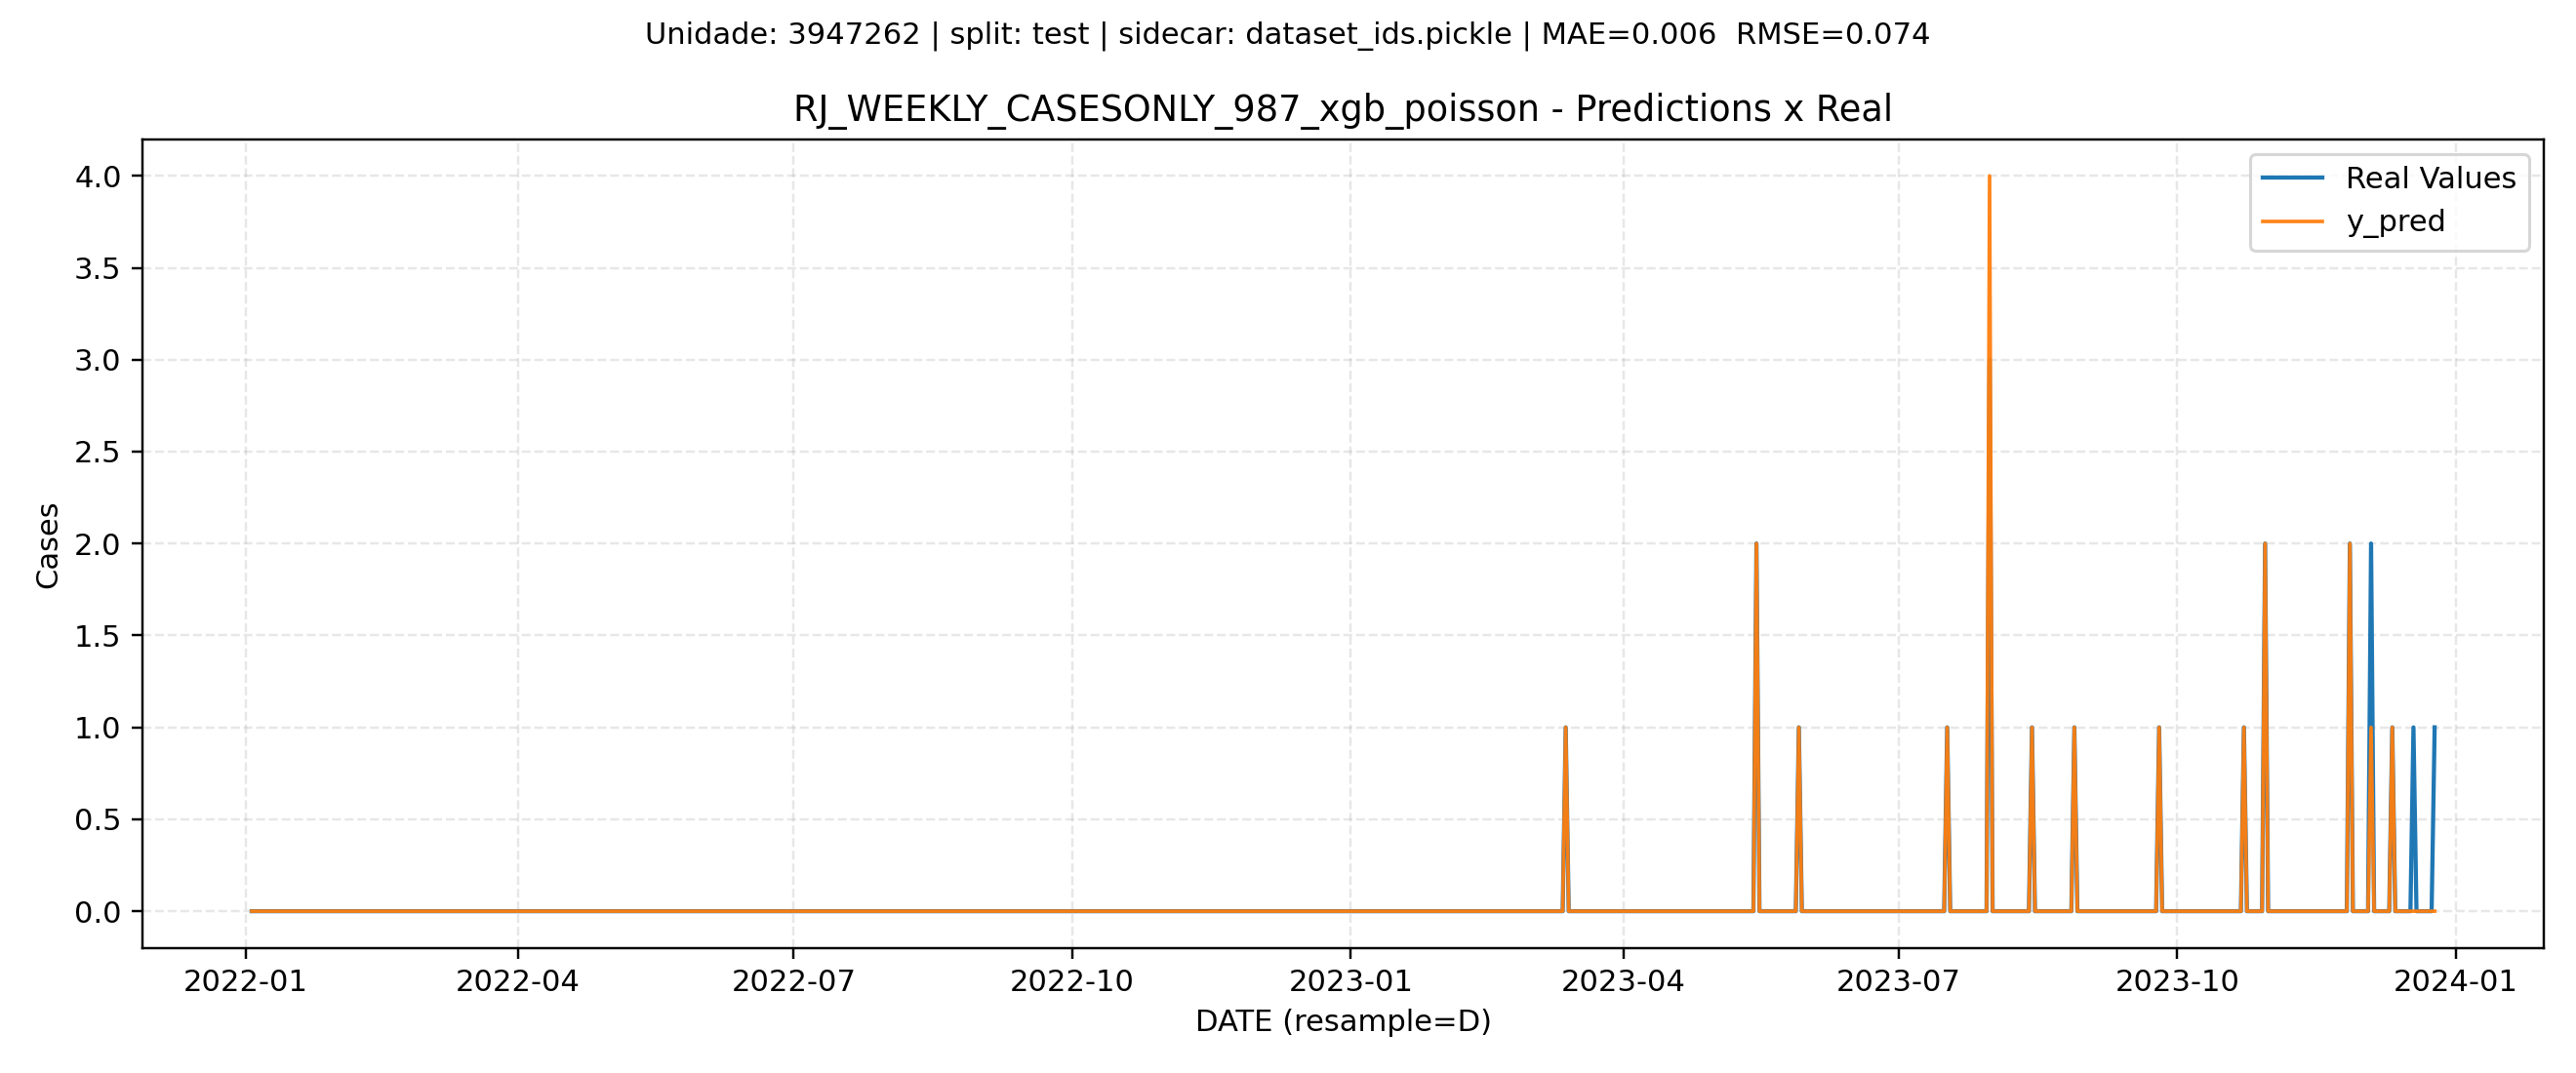 Unidade: 3947262 | split: test | sidecar: dataset_ids.pickle | MAE=0.006  RMSE=0.074
RJ_WEEKLY_CASESONLY_987_xgb_poisson - Predictions x Real
Real Values
y_pred
Cases
4.0
3.5
3.0
2.5
2.0
1.5
1.0
0.5
0.0
2022-01 2022-04 2022-07 2022-10 2023-01 2023-04 2023-07 2023-10 2024-01
DATE (resample=D)